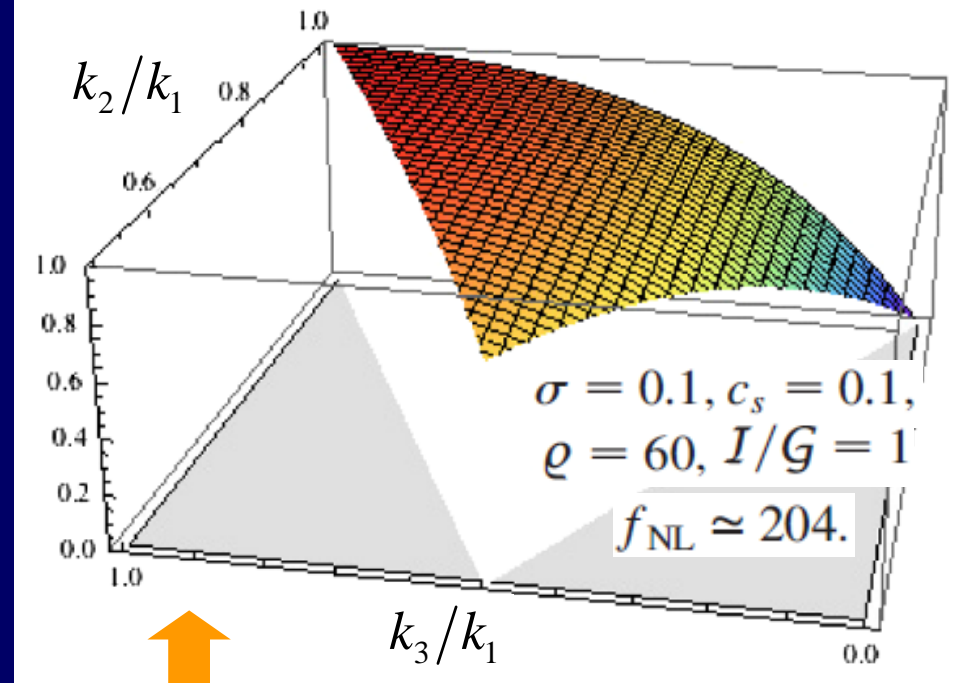 1.0
k₂/k₁
0.8
0.6
1.0
0.8
0.6
0.4
0.2
0.0
1.0
σ = 0.1, cₛ = 0.1,
ϱ = 60, I/G = 1
f_NL ≃ 204.
k₃/k₁
0.0